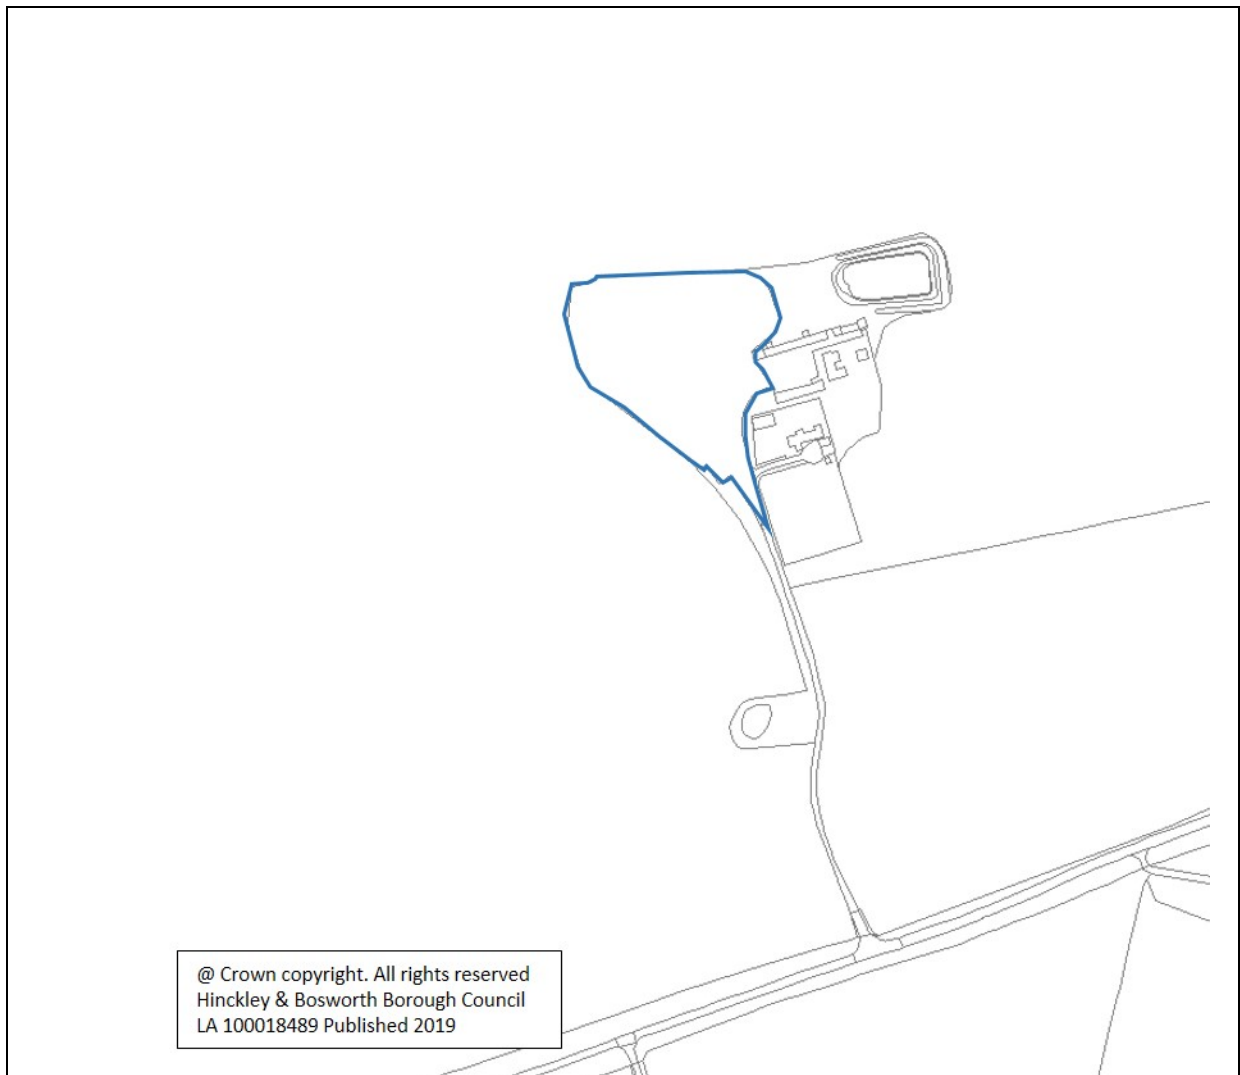 @ Crown copyright. All rights reserved
Hinckley & Bosworth Borough Council
LA 100018489 Published 2019